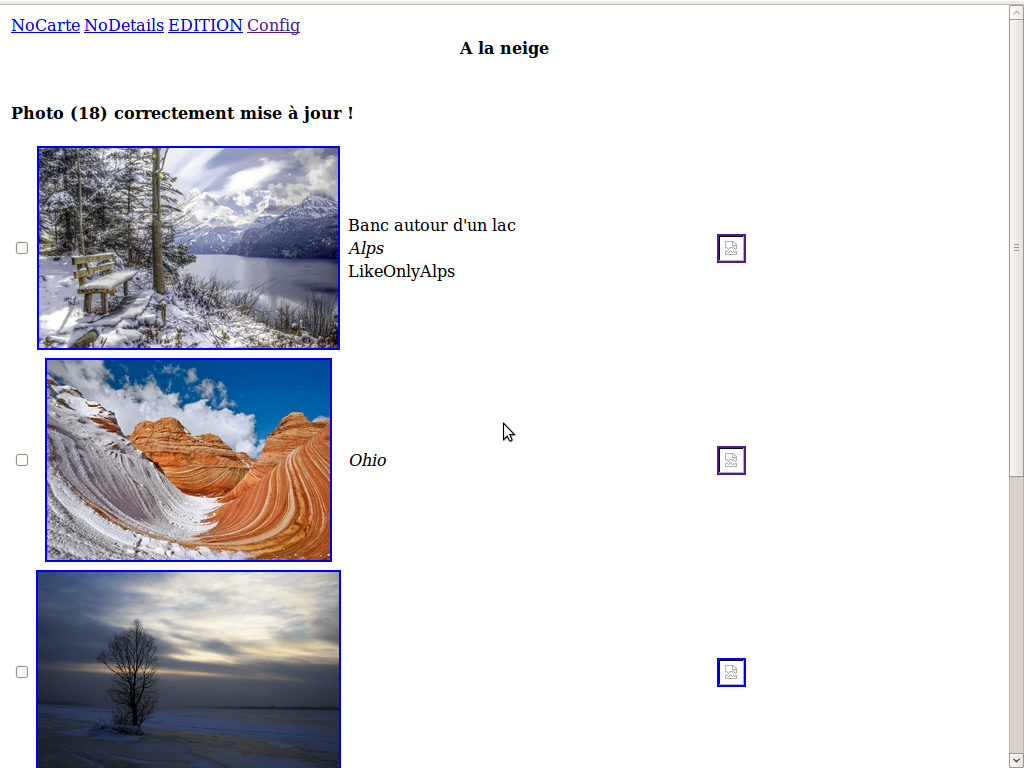 NoCarte NoDetails EDITION Config
A la neige
Photo (18) correctement mise à jour !
Banc autour d'un lac
Alps
LikeOnlyAlps
Ohio